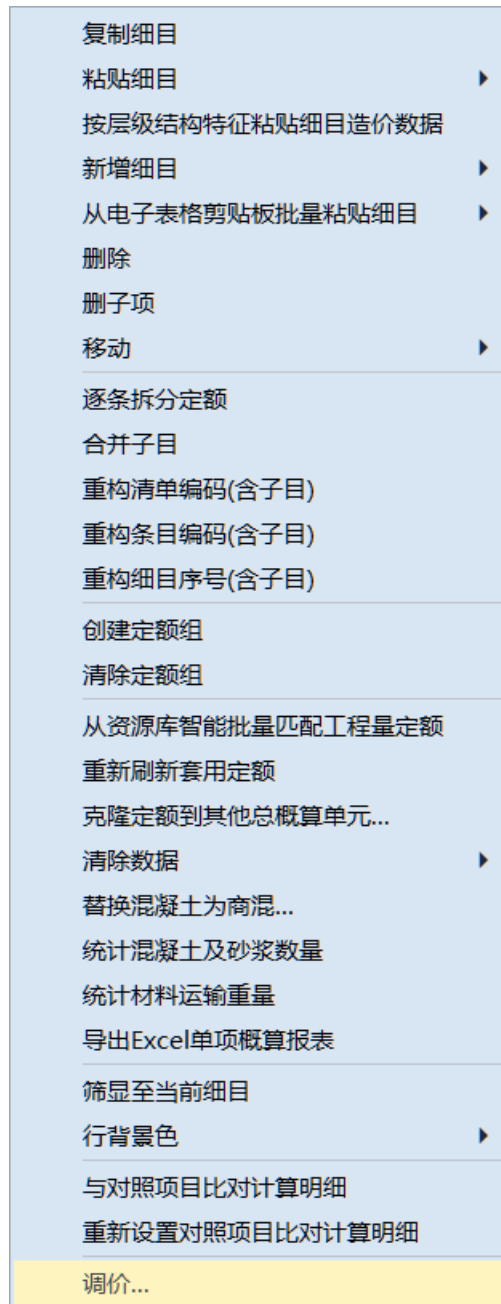 复制细目
粘贴细目
按层级结构特征粘贴细目造价数据
新增细目
从电子表格剪贴板批量粘贴细目
删除
删子项
移动
逐条拆分定额
合并子目
重构清单编码(含子目)
重构条目编码(含子目)
重构细目序号(含子目)
创建定额组
清除定额组
从资源库智能批量匹配工程量定额
重新刷新套用定额
克隆定额到其他总概算单元...
清除数据
替换混凝土为商混...
统计混凝土及砂浆数量
统计材料运输重量
导出Excel单项概算报表
筛显至当前细目
行背景色
与对照项目比对计算明细
重新设置对照项目比对计算明细
调价...